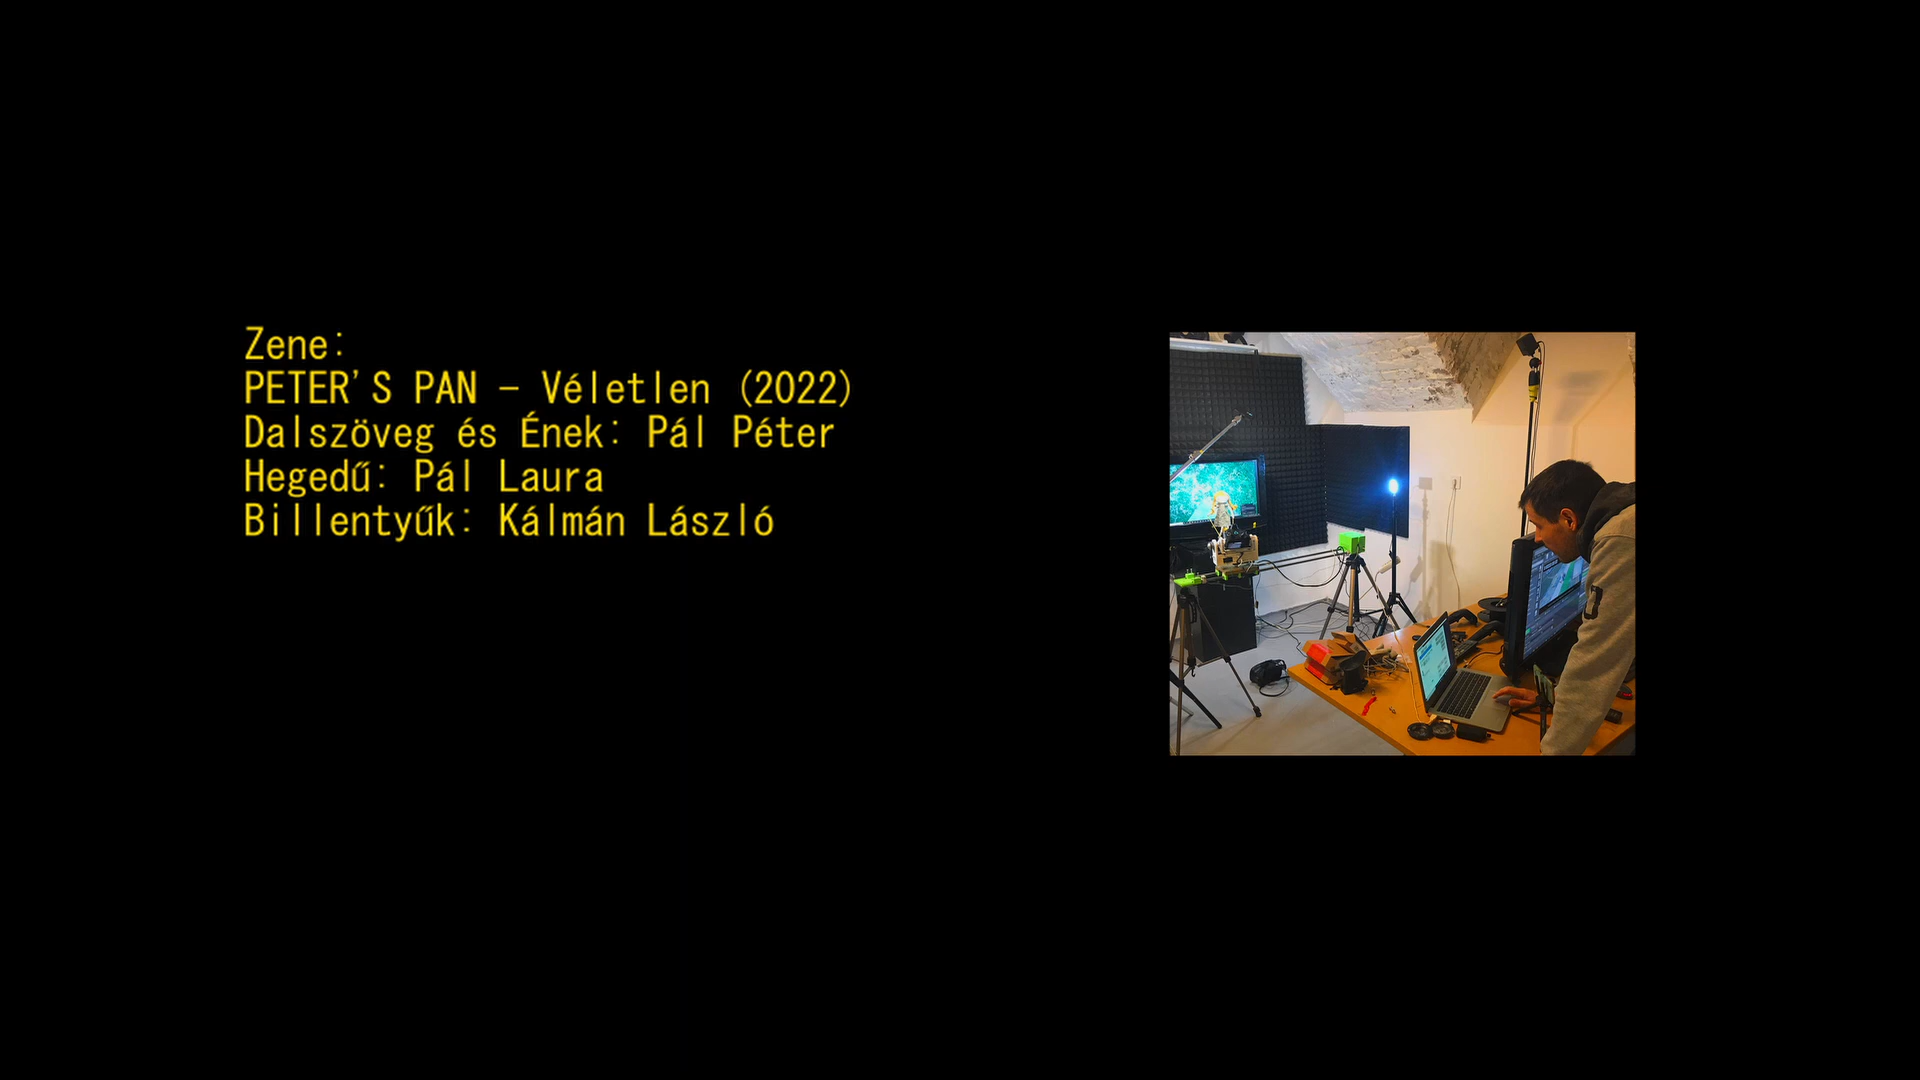 Zene:
PETER'S PAN – Véletlen (2022)
Dalszöveg és Ének: Pál Péter
Hegedű: Pál Laura
Billentyűk: Kálmán László